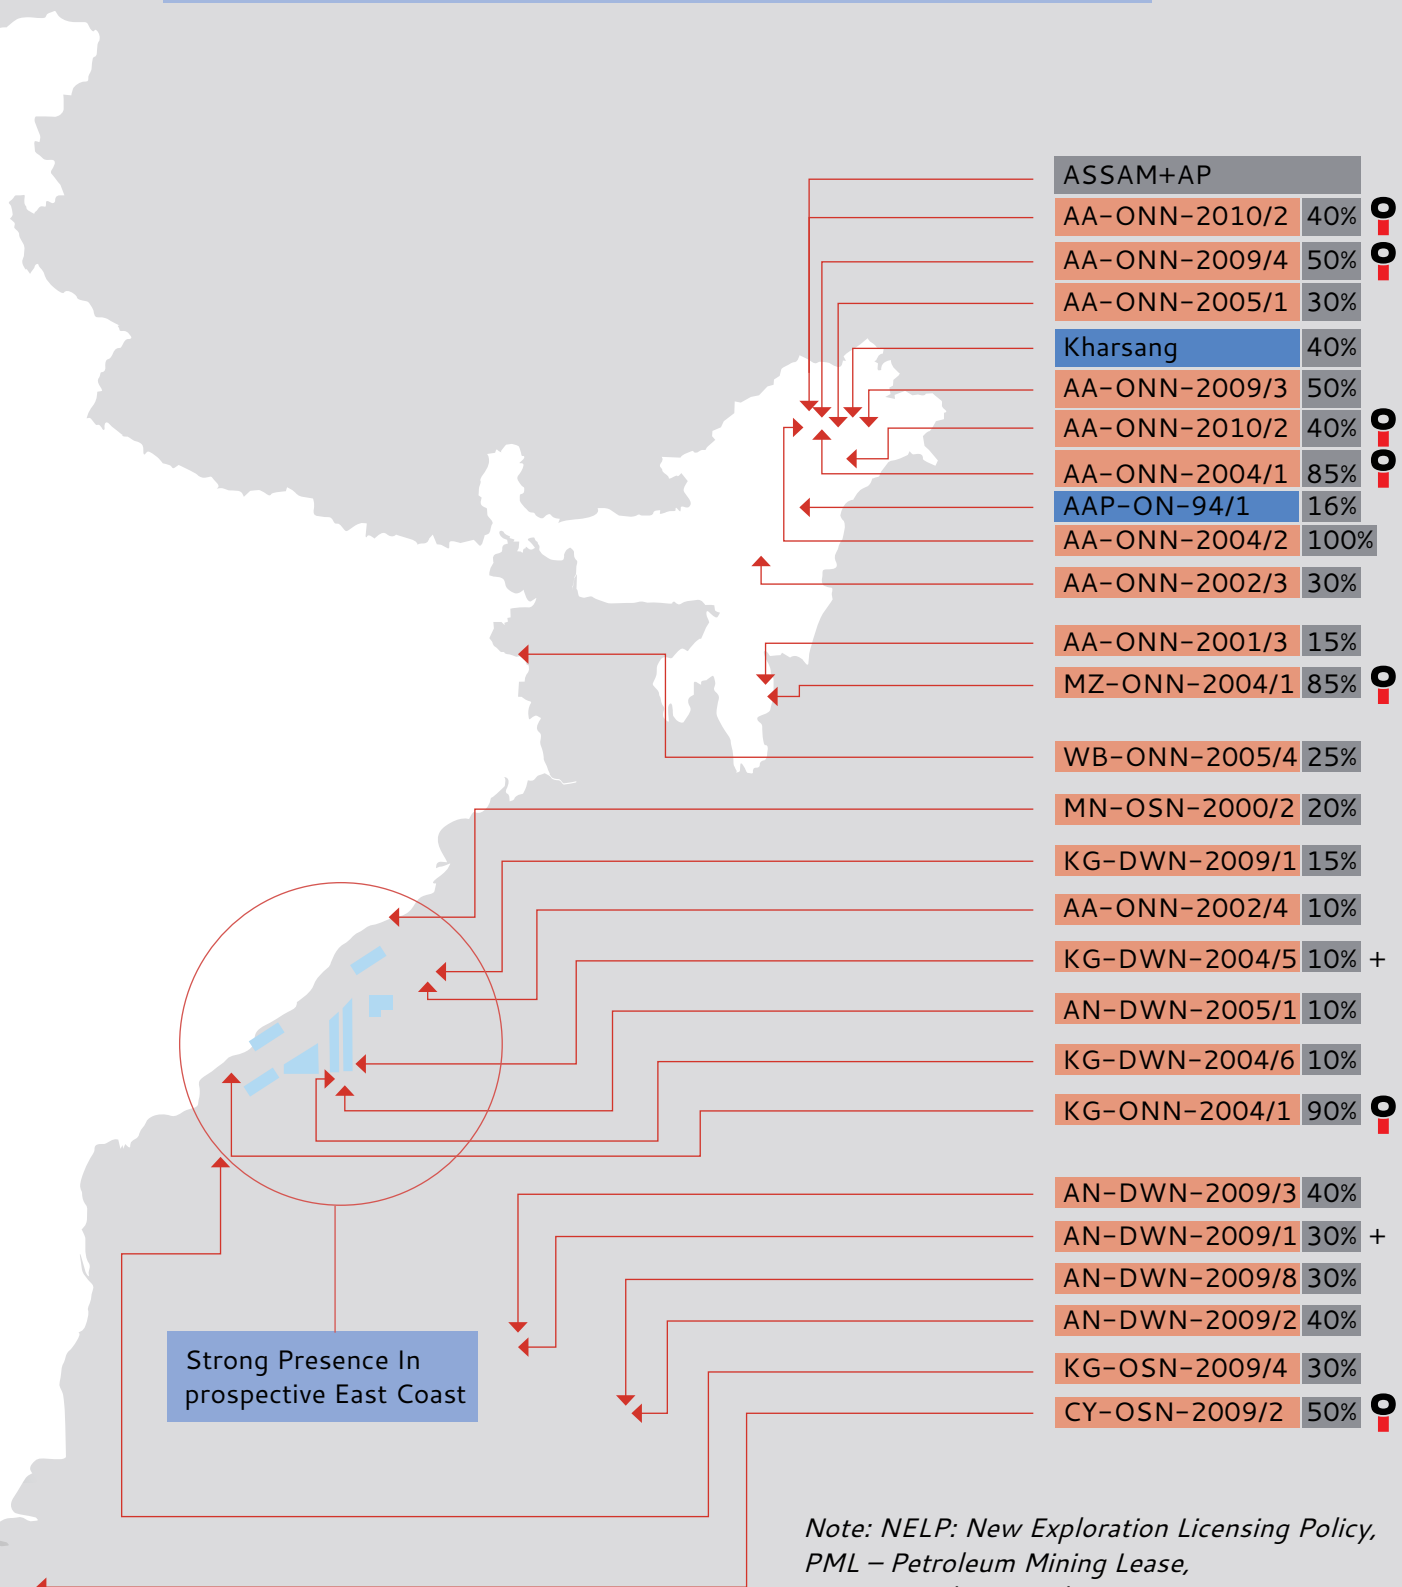 ASSAM+AP
AA-ONN-2010/2 40%
AA-ONN-2009/4 50%
AA-ONN-2005/1 30%
Kharsang 40%
AA-ONN-2009/3 50%
AA-ONN-2010/2 40%
AA-ONN-2004/1 85%
AAP-ON-94/1 16%
AA-ONN-2004/2 100%
AA-ONN-2002/3 30%
AA-ONN-2001/3 15%
MZ-ONN-2004/1 85%
WB-ONN-2005/4 25%
MN-OSN-2000/2 20%
KG-DWN-2009/1 15%
AA-ONN-2002/4 10%
KG-DWN-2004/5 10% +
AN-DWN-2005/1 10%
KG-DWN-2004/6 10%
KG-ONN-2004/1 90%
AN-DWN-2009/3 40%
AN-DWN-2009/1 30% +
AN-DWN-2009/8 30%
AN-DWN-2009/2 40%
KG-OSN-2009/4 30%
CY-OSN-2009/2 50%
Strong Presence In
prospective East Coast
Note: NELP: New Exploration Licensing Policy,
PML – Petroleum Mining Lease,